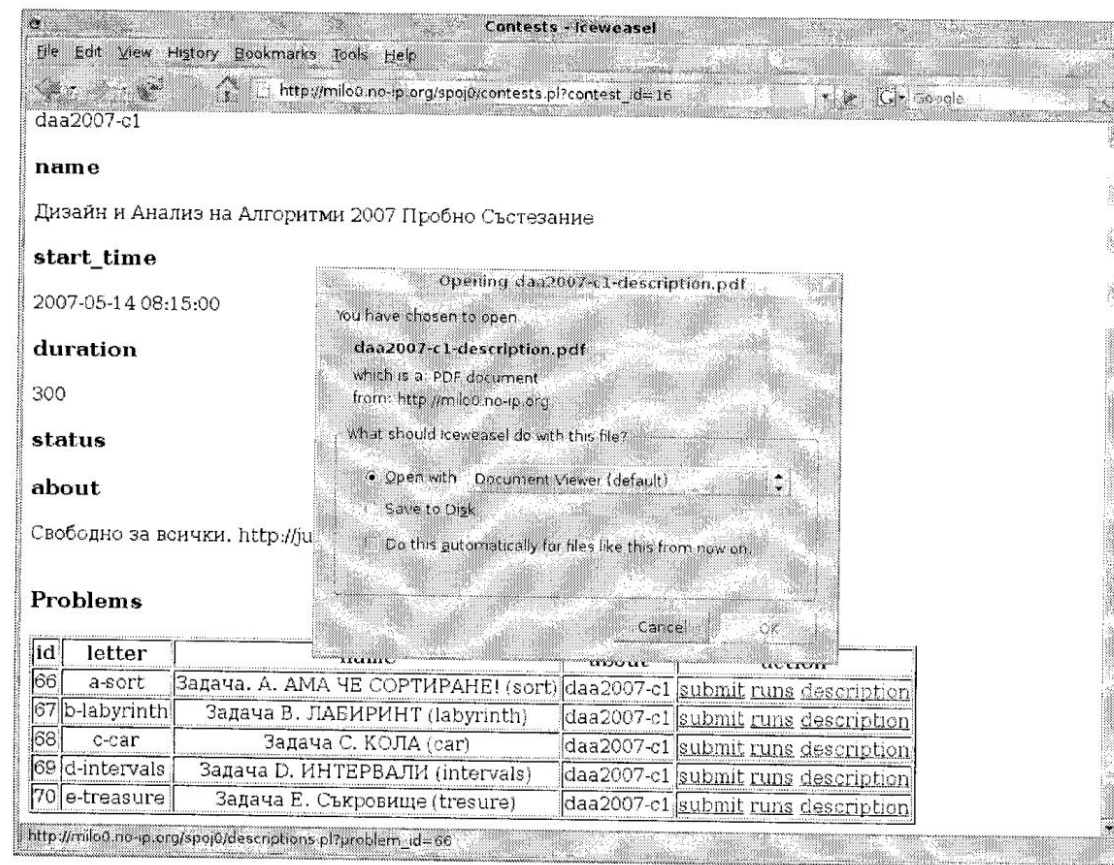 Contests - Iceweasel
File Edit View History Bookmarks Tools Help
http://milo0.no-ip.org/spoj0/contests.pl?contest_id=16
Google
daa2007-c1
name
Дизайн и Анализ на Алгоритми 2007 Пробно Състезание
start_time
2007-05-14 08:15:00
duration
300
status
about
Свободно за всички. http://ju
Opening daa2007-c1-description.pdf
You have chosen to open
daa2007-c1-description.pdf
which is a: PDF document
from: http://milo0.no-ip.org
What should Iceweasel do with this file?
Open with Document Viewer (default)
Save to Disk
Do this automatically for files like this from now on.
Cancel OK
Problems
id letter name about action
66 a-sort Задача. A. АМА ЧЕ СОРТИРАНЕ! (sort) daa2007-c1 submit runs description
67 b-labyrinth Задача B. ЛАБИРИНТ (labyrinth) daa2007-c1 submit runs description
68 c-car Задача C. КОЛА (car) daa2007-c1 submit runs description
69 d-intervals Задача D. ИНТЕРВАЛИ (intervals) daa2007-c1 submit runs description
70 e-treasure Задача E. Съкровище (tresure) daa2007-c1 submit runs description
http://milo0.no-ip.org/spoj0/descriptions.pl?problem_id=66